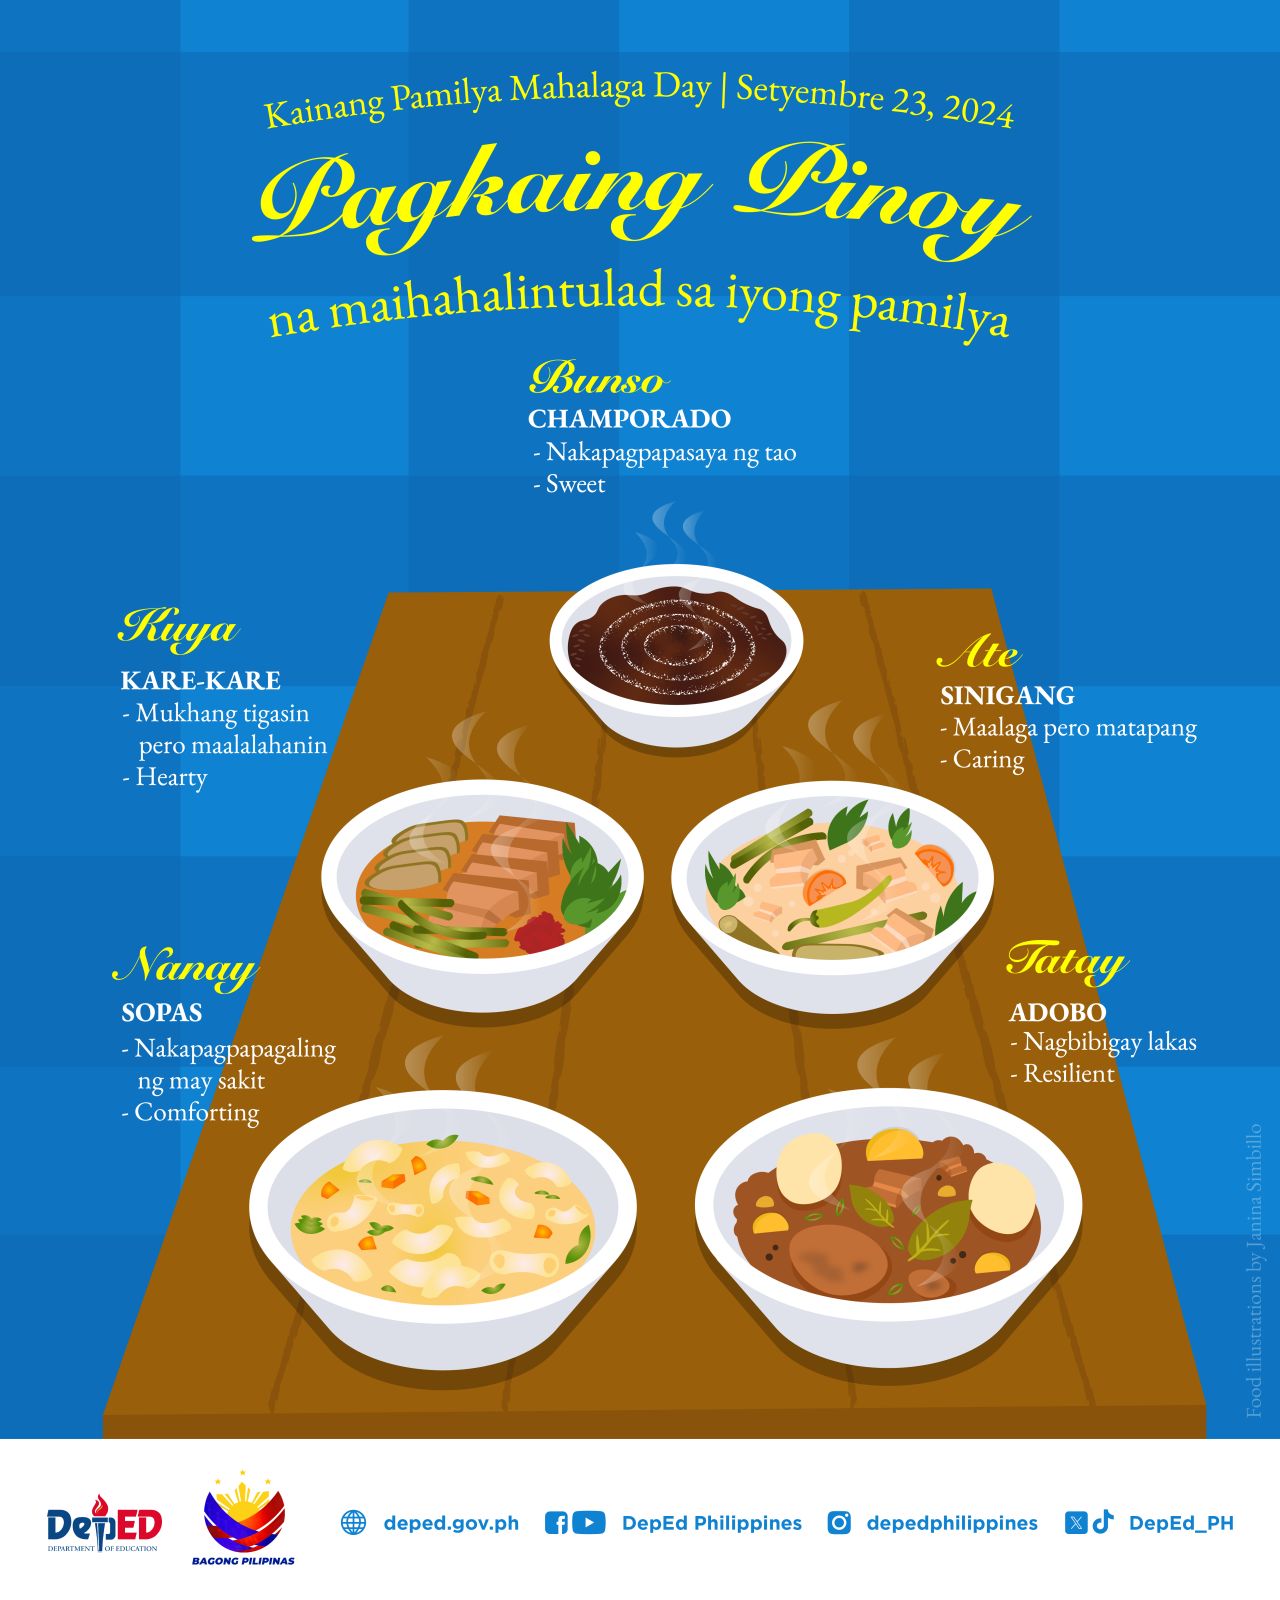 Kainang Pamilya Mahalaga Day | Setyembre 23, 2024
Pagkaing Pinoy
na maihahalintulad sa iyong pamilya
Bunso
CHAMPORADO
- Nakapagpapasaya ng tao
- Sweet
Kuya
KARE-KARE
- Mukhang tigasin
pero maalalahanin
- Hearty
Ate
SINIGANG
- Maalaga pero matapang
- Caring
Nanay
SOPAS
- Nakapagpapagaling
ng may sakit
- Comforting
Tatay
ADOBO
- Nagbibigay lakas
- Resilient
Food illustrations by Janina Simbillo
DepED
DEPARTMENT OF EDUCATION
BAGONG PILIPINAS
deped.gov.ph
DepEd Philippines
depedphilippines
DepEd_PH